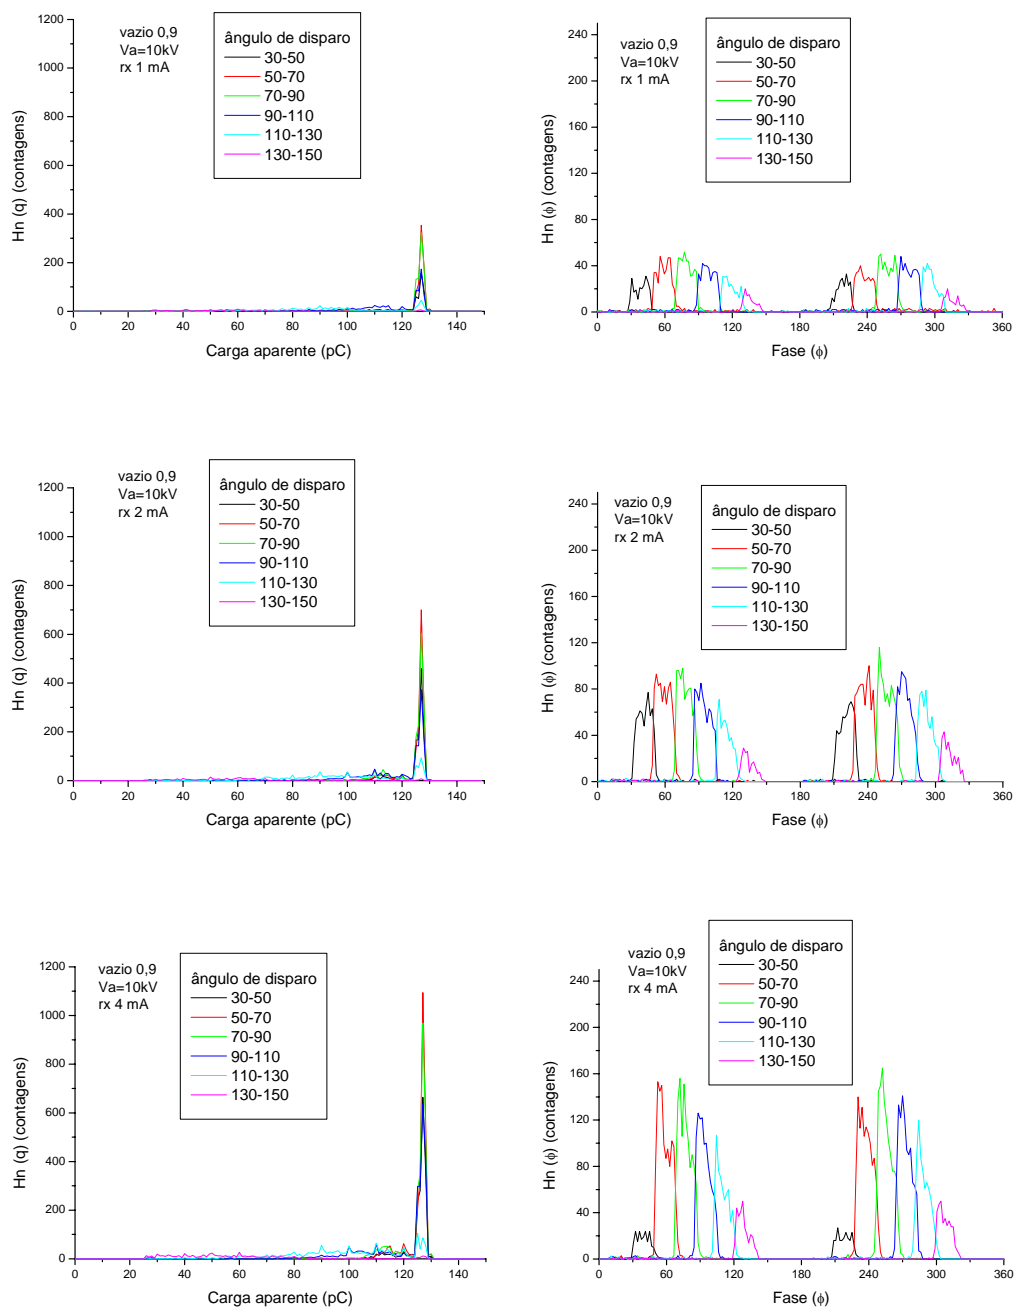 1200
1000
800
600
400
200
0
Hn (q) (contagens)
vazio 0,9
Va=10kV
rx 1 mA
ângulo de disparo
30-50
50-70
70-90
90-110
110-130
130-150
0 20 40 60 80 100 120 140
Carga aparente (pC)
240
200
160
120
80
40
0
Hn (ϕ) (contagens)
vazio 0,9
Va=10kV
rx 1 mA
ângulo de disparo
30-50
50-70
70-90
90-110
110-130
130-150
0 60 120 180 240 300 360
Fase (ϕ)
1200
1000
800
600
400
200
0
Hn (q) (contagens)
vazio 0,9
Va=10kV
rx 2 mA
ângulo de disparo
30-50
50-70
70-90
90-110
110-130
130-150
0 20 40 60 80 100 120 140
Carga aparente (pC)
240
200
160
120
80
40
0
Hn (ϕ) (contagens)
vazio 0,9
Va=10kV
rx 2 mA
ângulo de disparo
30-50
50-70
70-90
90-110
110-130
130-150
0 60 120 180 240 300 360
Fase (ϕ)
1200
1000
800
600
400
200
0
Hn (q) (contagens)
vazio 0,9
Va=10kV
rx 4 mA
ângulo de disparo
30-50
50-70
70-90
90-110
110-130
130-150
0 20 40 60 80 100 120 140
Carga aparente (pC)
240
200
160
120
80
40
0
Hn (ϕ) (contagens)
vazio 0,9
Va=10kV
rx 4 mA
ângulo de disparo
30-50
50-70
70-90
90-110
110-130
130-150
0 60 120 180 240 300 360
Fase (ϕ)